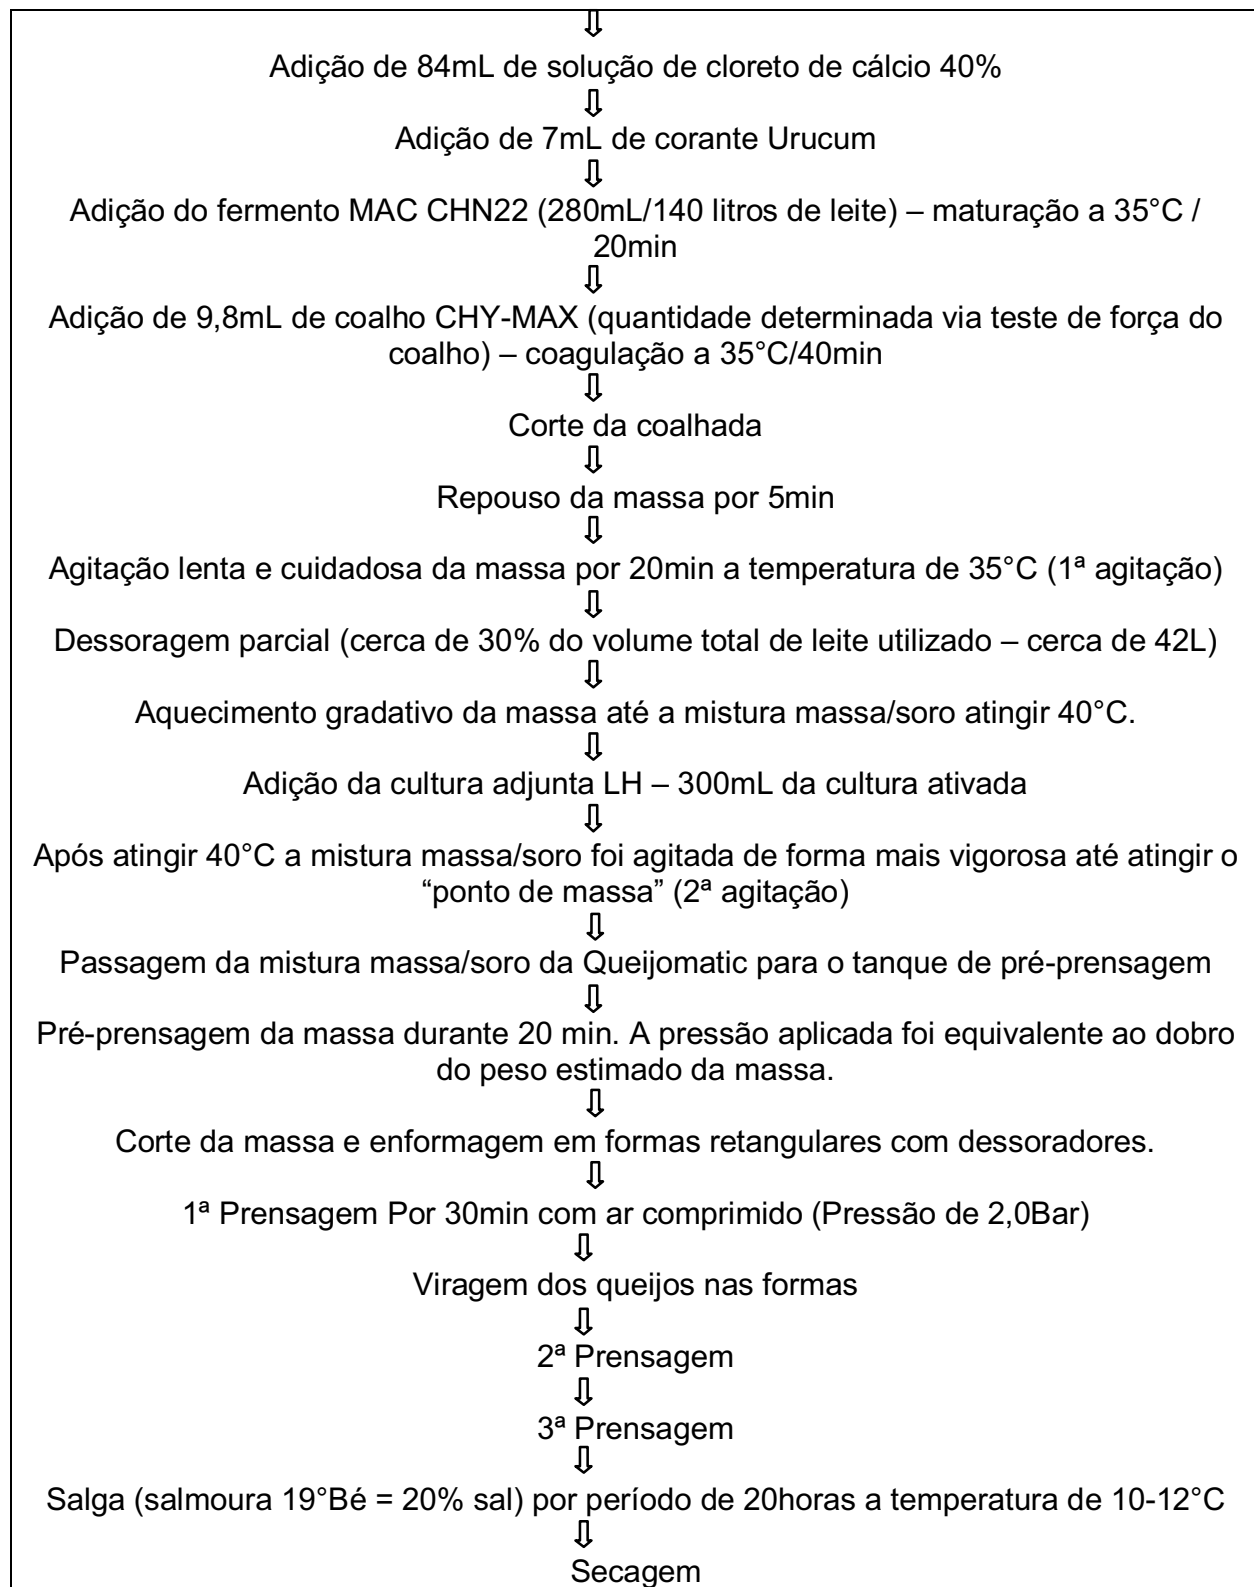 Adição de 84mL de solução de cloreto de cálcio 40%
Adição de 7mL de corante Urucum
Adição do fermento MAC CHN22 (280mL/140 litros de leite) – maturação a 35°C /
20min
Adição de 9,8mL de coalho CHY-MAX (quantidade determinada via teste de força do
coalho) – coagulação a 35°C/40min
Corte da coalhada
Repouso da massa por 5min
Agitação lenta e cuidadosa da massa por 20min a temperatura de 35°C (1ª agitação)
Dessoragem parcial (cerca de 30% do volume total de leite utilizado – cerca de 42L)
Aquecimento gradativo da massa até a mistura massa/soro atingir 40°C.
Adição da cultura adjunta LH – 300mL da cultura ativada
Após atingir 40°C a mistura massa/soro foi agitada de forma mais vigorosa até atingir o
“ponto de massa” (2ª agitação)
Passagem da mistura massa/soro da Queijomatic para o tanque de pré-prensagem
Pré-prensagem da massa durante 20 min. A pressão aplicada foi equivalente ao dobro
do peso estimado da massa.
Corte da massa e enformagem em formas retangulares com dessoradores.
1ª Prensagem Por 30min com ar comprimido (Pressão de 2,0Bar)
Viragem dos queijos nas formas
2ª Prensagem
3ª Prensagem
Salga (salmoura 19°Bé = 20% sal) por período de 20horas a temperatura de 10-12°C
Secagem